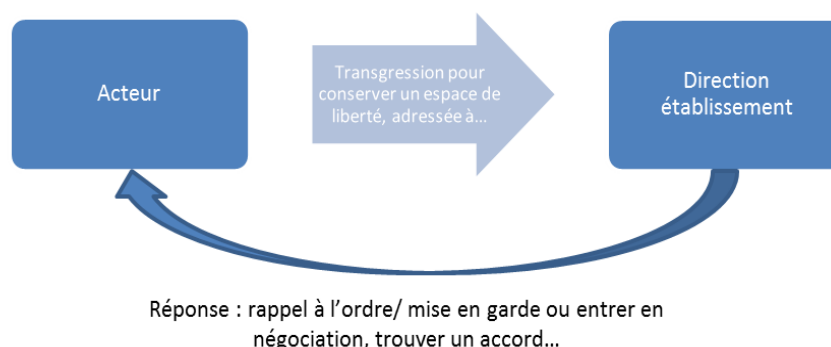 Acteur
Transgression pour
conserver un espace de
liberté, adressée à...
Direction
établissement
Réponse : rappel à l'ordre/ mise en garde ou entrer en
négociation, trouver un accord...